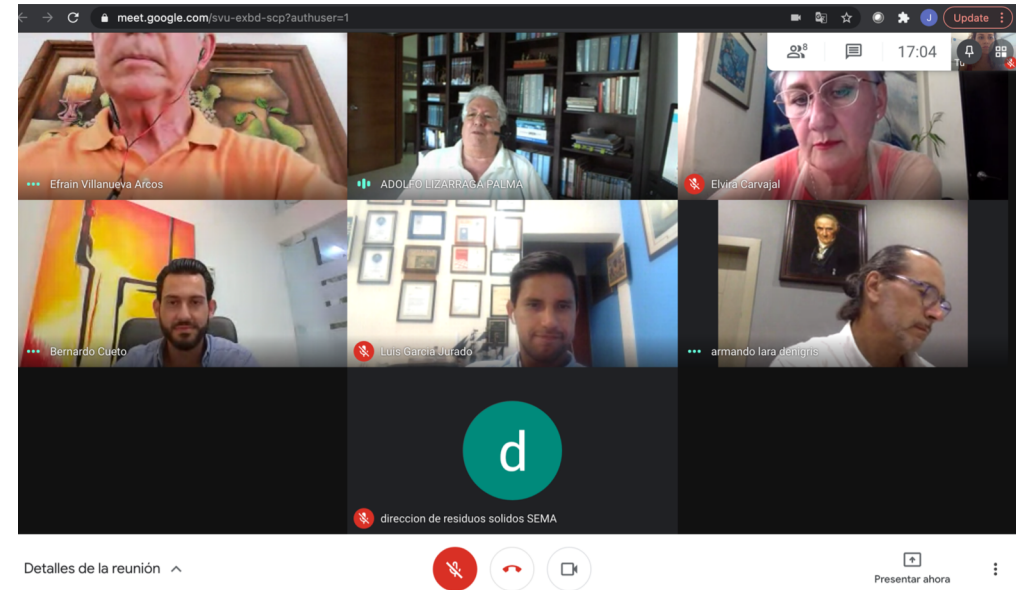 meet.google.com/svu-exbd-scp?authuser=1
J
Update
8
17:04
Tú
Efrain Villanueva Arcos
ADOLFO LIZARRAGA PALMA
Elvira Carvajal
Bernardo Cueto
Luis García Jurado
armando lara denigris
d
direccion de residuos solidos SEMA
Detalles de la reunión
Presentar ahora